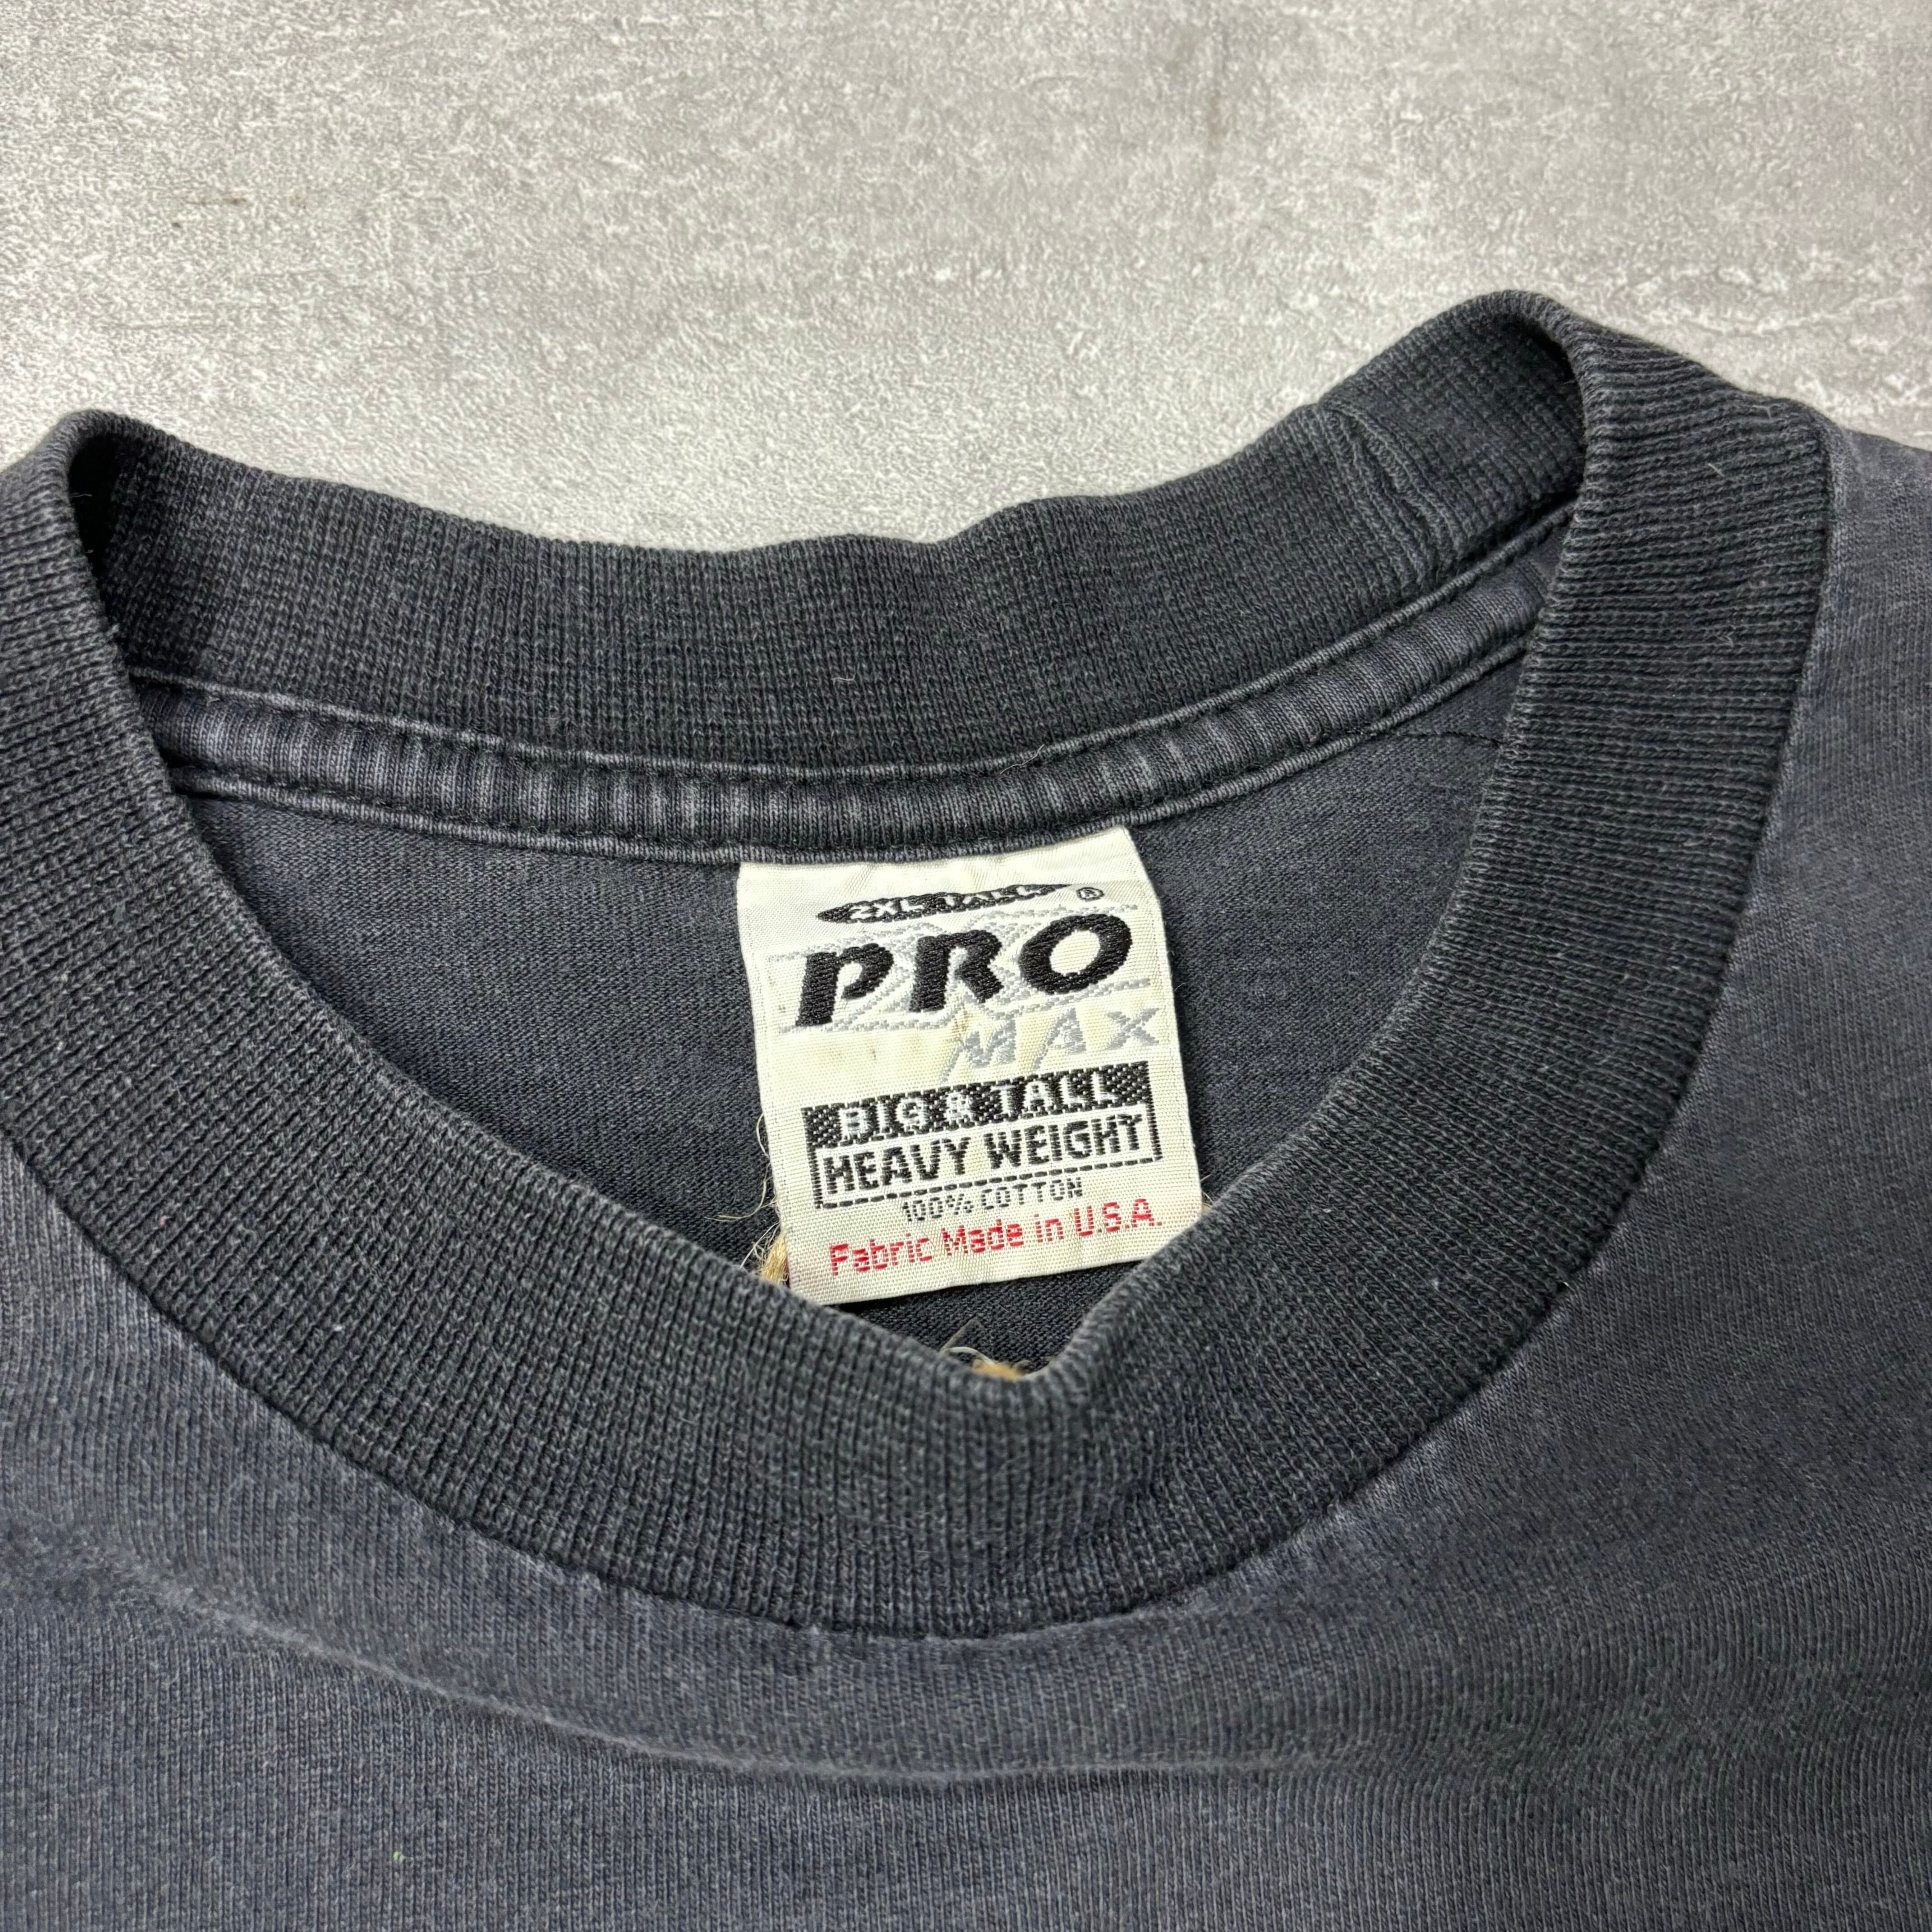 2XL TALL ®
PRO
MAX
BIG & TALL
HEAVY WEIGHT
100% COTTON
Fabric Made in U.S.A.